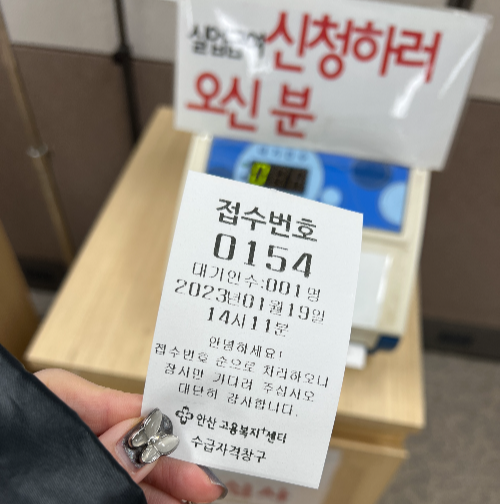 실업급여 신청하러
오신 분
접수번호
0154
대기인수:001명
2023년01월19일
14시11분
안녕하세요!
접수번호 순으로 처리하오니
잠시만 기다려 주십시오
대단히 감사합니다.
안산 고용복지+센터
수급자격창구